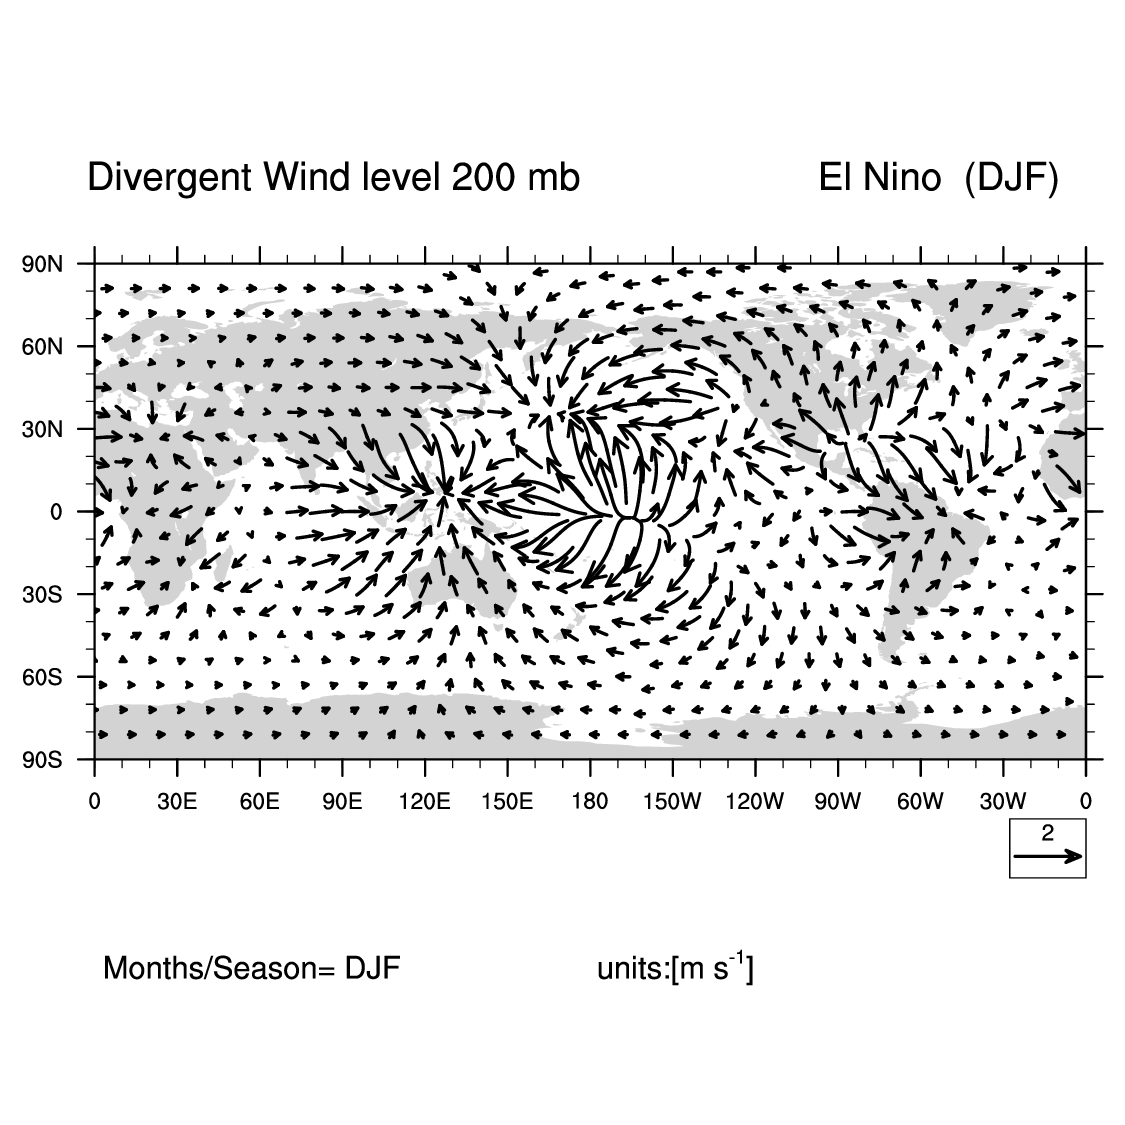 Divergent Wind level 200 mb El Nino (DJF)
90N
60N
30N
0
30S
60S
90S
0 30E 60E 90E 120E 150E 180 150W 120W 90W 60W 30W 0
2
Months/Season= DJF units:[m s-1]